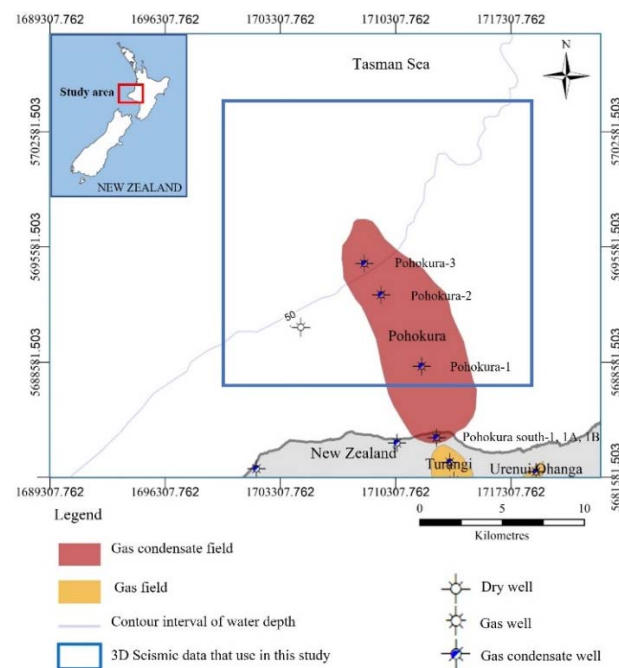 1689307.762 1696307.762 1703307.762 1710307.762 1717307.762
Tasman Sea
N
Study area
NEW ZEALAND
5702581.503
5702581.503
5695581.503
5695581.503
Pohokura-3
Pohokura-2
50
Pohokura
5688581.503
5688581.503
Pohokura-1
Pohokura south-1, 1A, 1B
New Zealand
Turangi
Urenui Ohanga
5681581.503
5681581.503
1689307.762 1696307.762 1703307.762 1710307.762 1717307.762
Legend
0 2.5 5 10
Kilometres
Gas condensate field
Gas field
Contour interval of water depth
3D Seismic data that use in this study
Dry well
Gas well
Gas condensate well